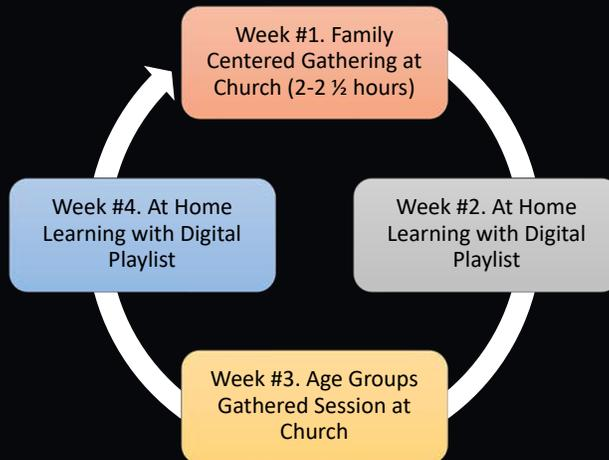 Week #1. Family
Centered Gathering at
Church (2-2 ½ hours)
Week #2. At Home
Learning with Digital
Playlist
Week #3. Age Groups
Gathered Session at
Church
Week #4. At Home
Learning with Digital
Playlist